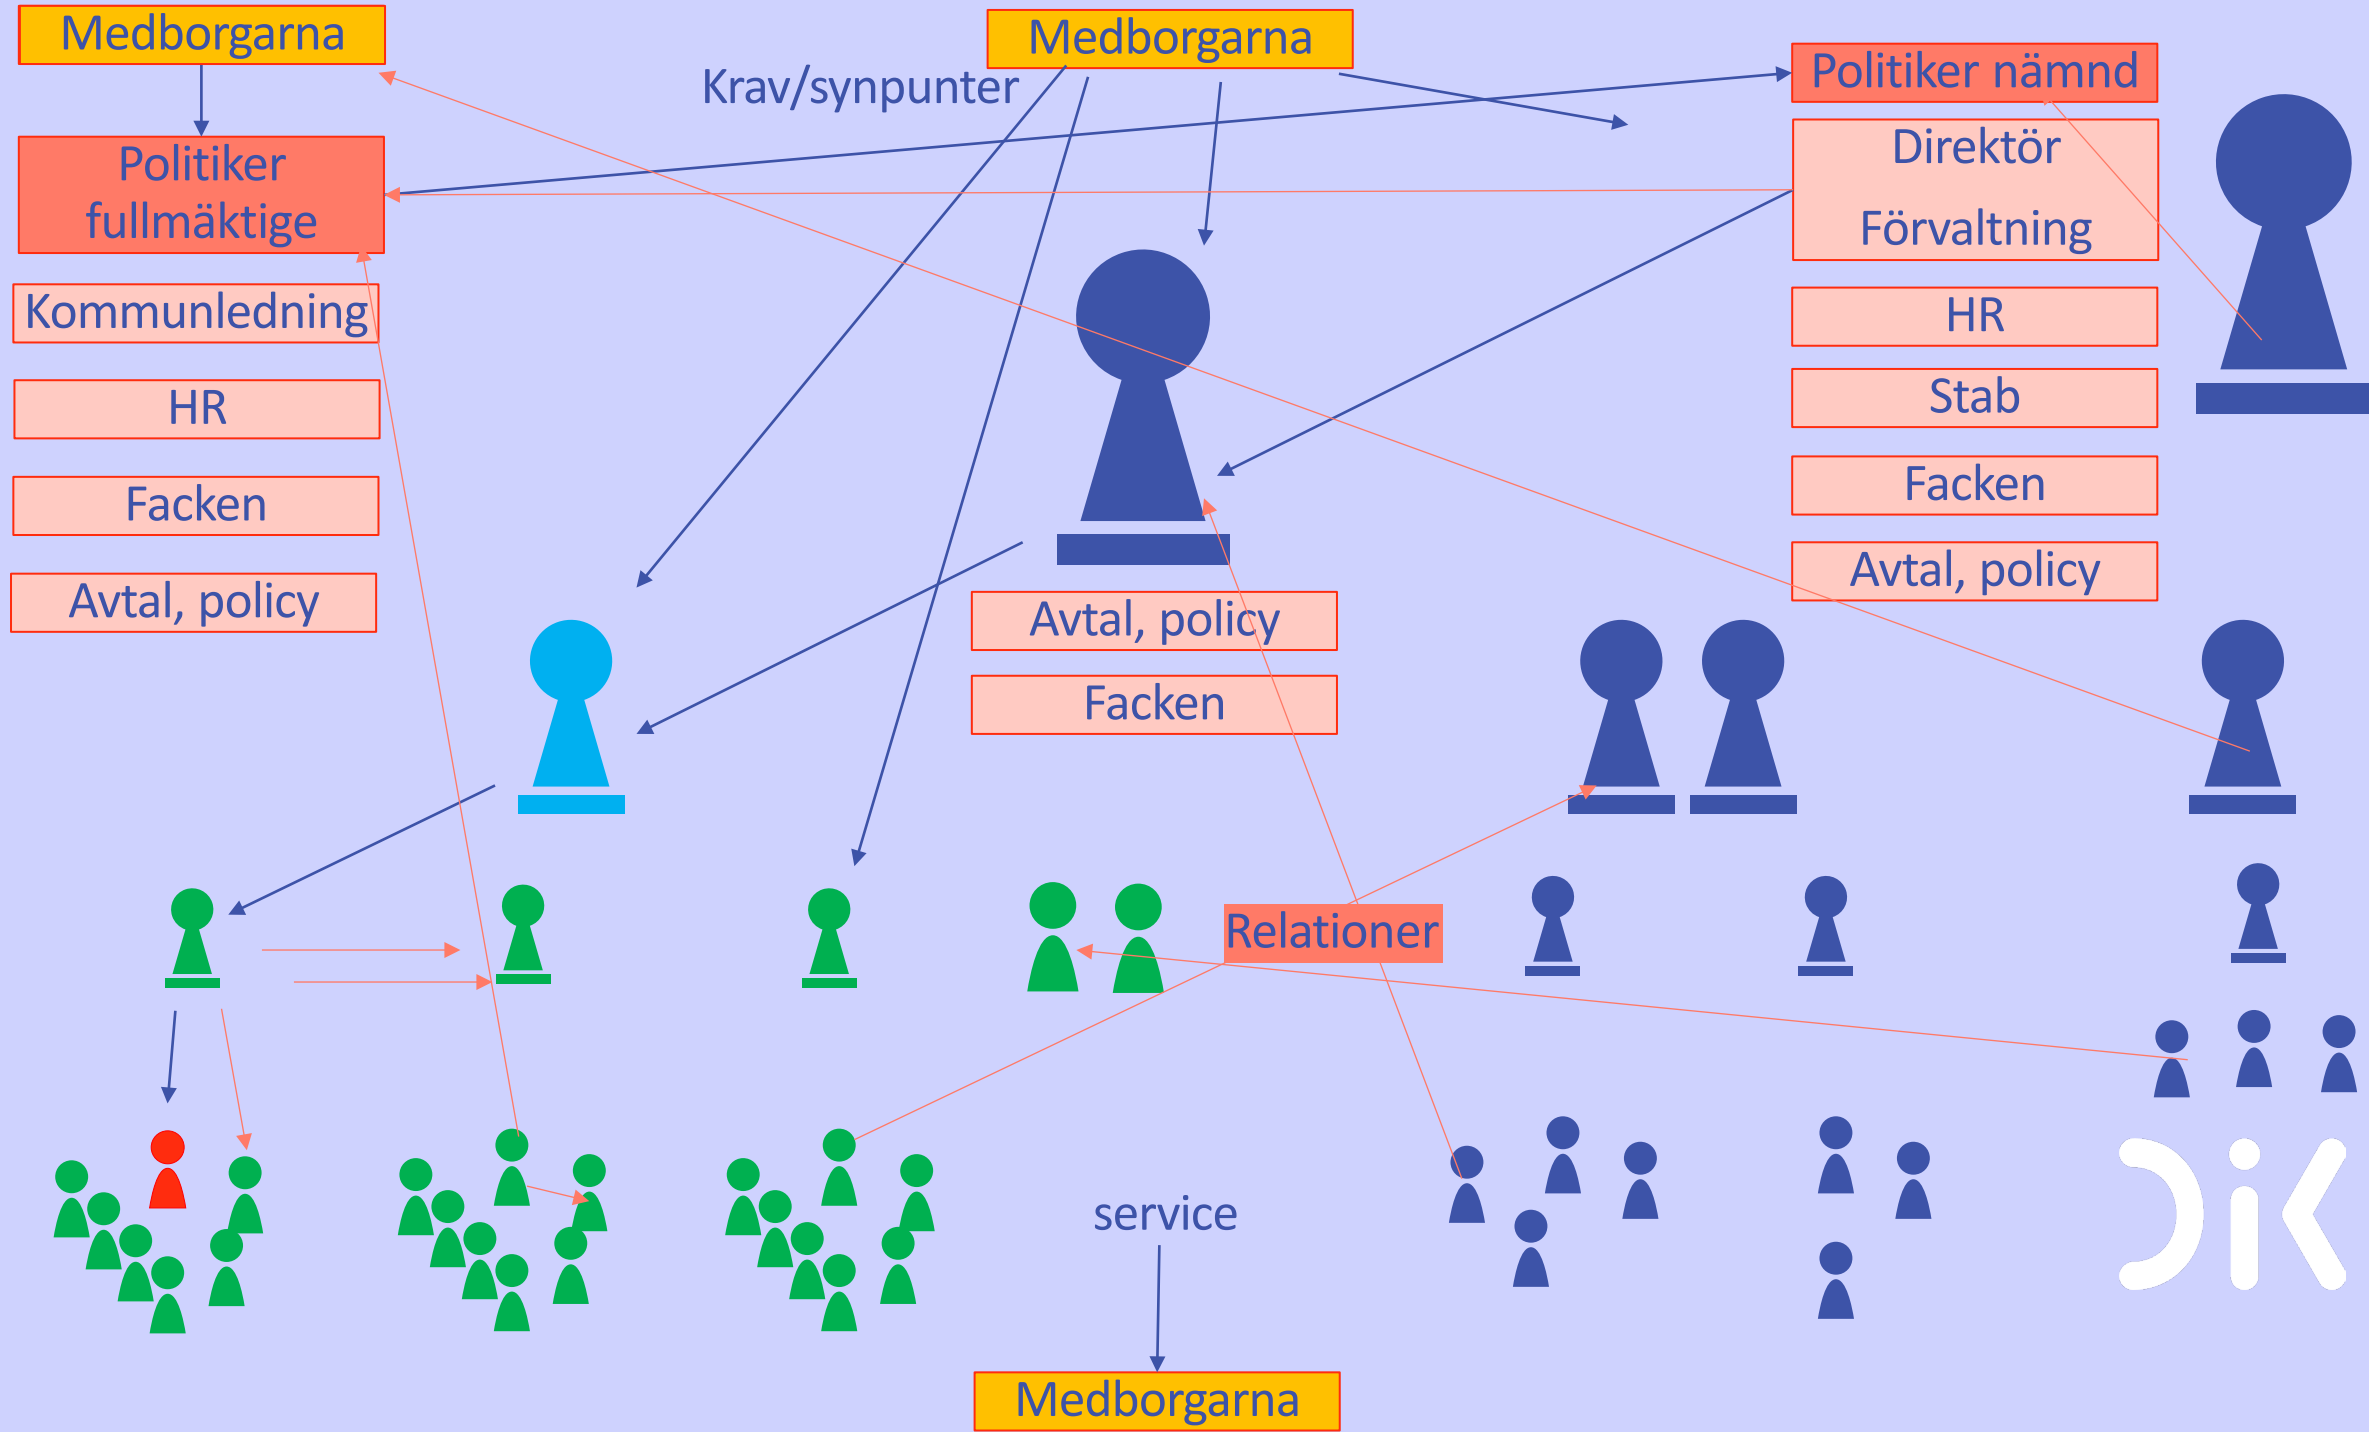 Medborgarna
Politiker
fullmäktige
Kommunledning
HR
Facken
Avtal, policy
Krav/synpunter
Medborgarna
Avtal, policy
Facken
Relationer
service
Medborgarna
Politiker nämnd
Direktör
Förvaltning
HR
Stab
Facken
Avtal, policy
DiK